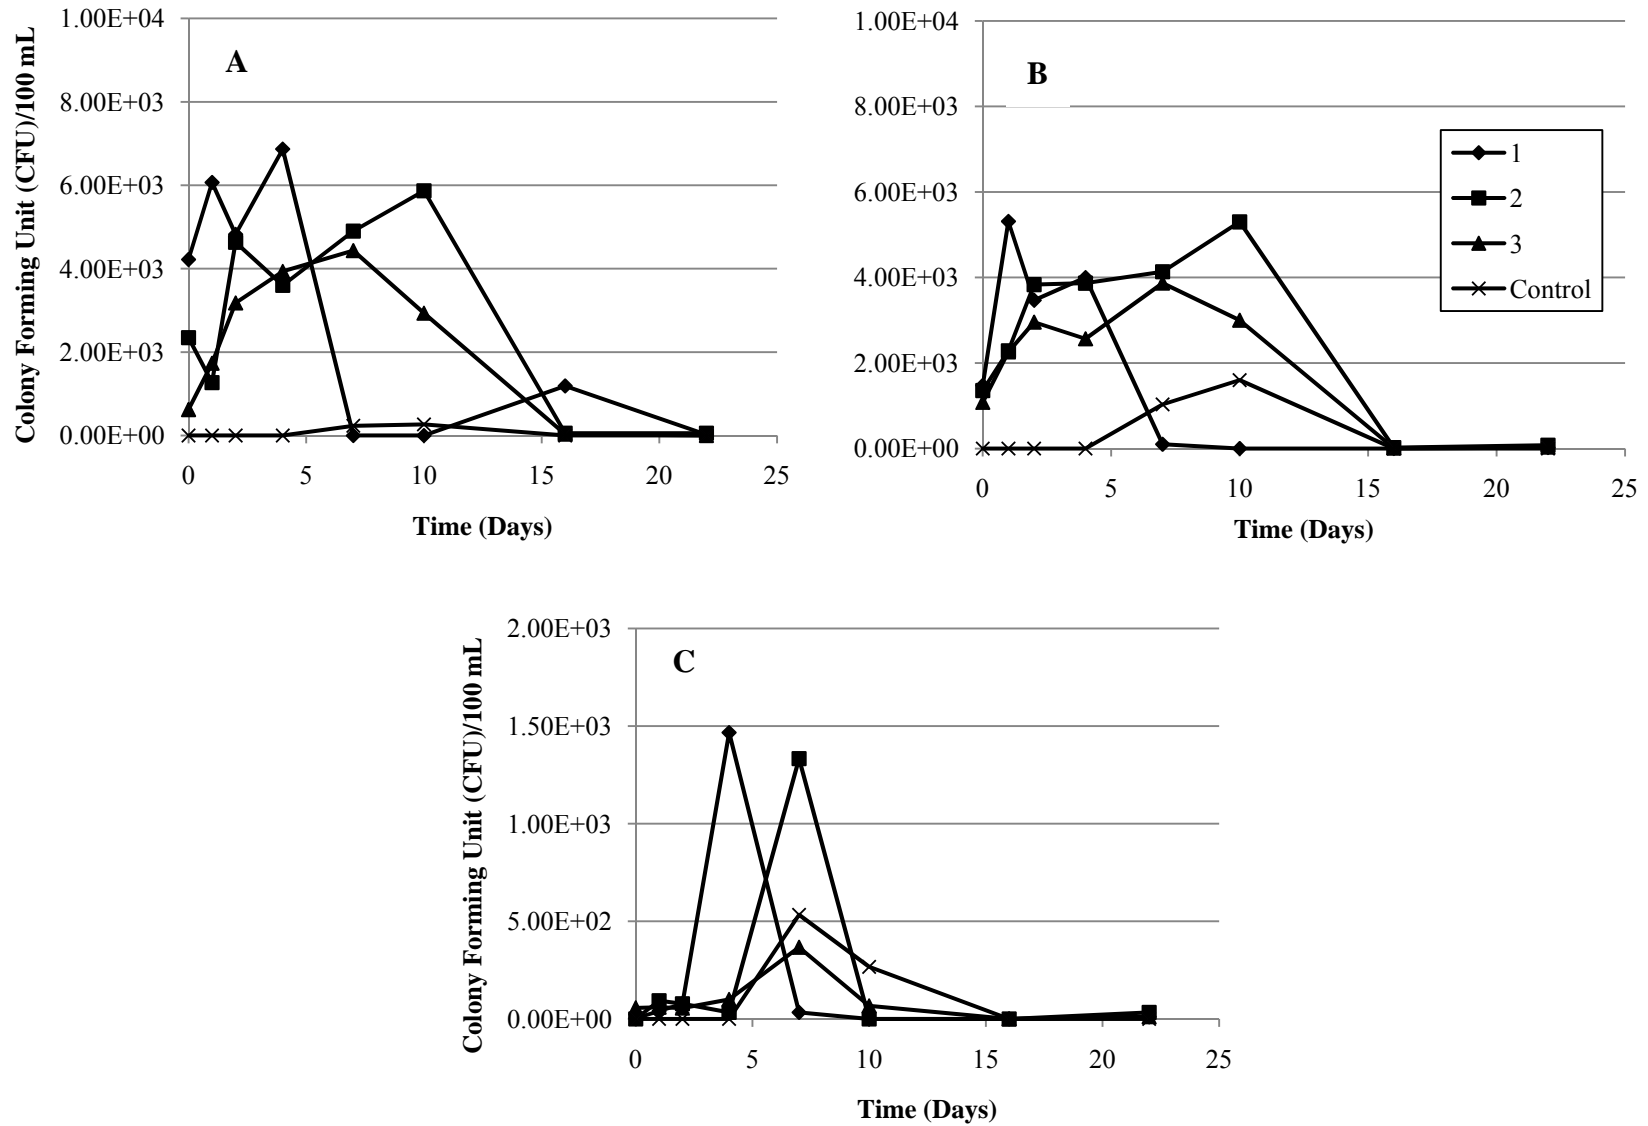 Colony Forming Unit (CFU)/100 mL
1.00E+04
8.00E+03
6.00E+03
4.00E+03
2.00E+03
0.00E+00
A
0 5 10 15 20 25
Time (Days)
1.00E+04
8.00E+03
6.00E+03
4.00E+03
2.00E+03
0.00E+00
B
1
2
3
Control
0 5 10 15 20 25
Time (Days)
Colony Forming Unit (CFU)/100 mL
2.00E+03
1.50E+03
1.00E+03
5.00E+02
0.00E+00
C
0 5 10 15 20 25
Time (Days)